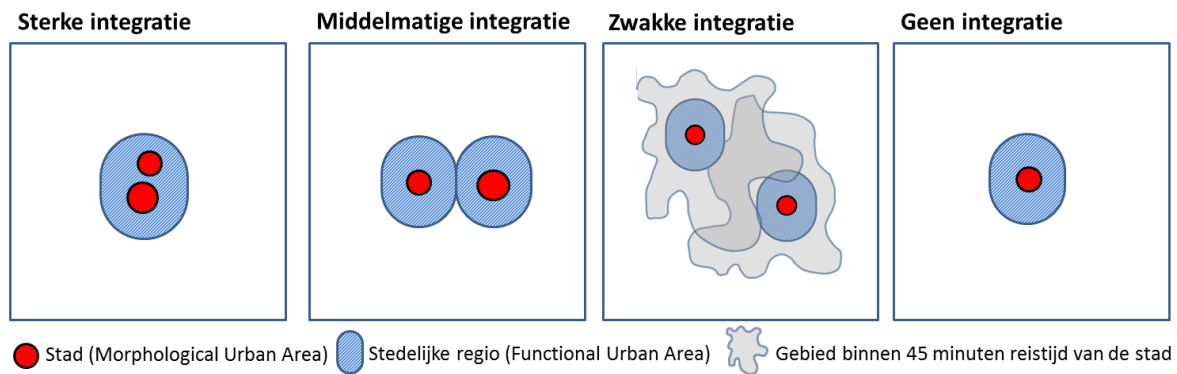 Sterke integratie
Middelmatige integratie
Zwakke integratie
Geen integratie
Stad (Morphological Urban Area)
Stedelijke regio (Functional Urban Area)
Gebied binnen 45 minuten reistijd van de stad